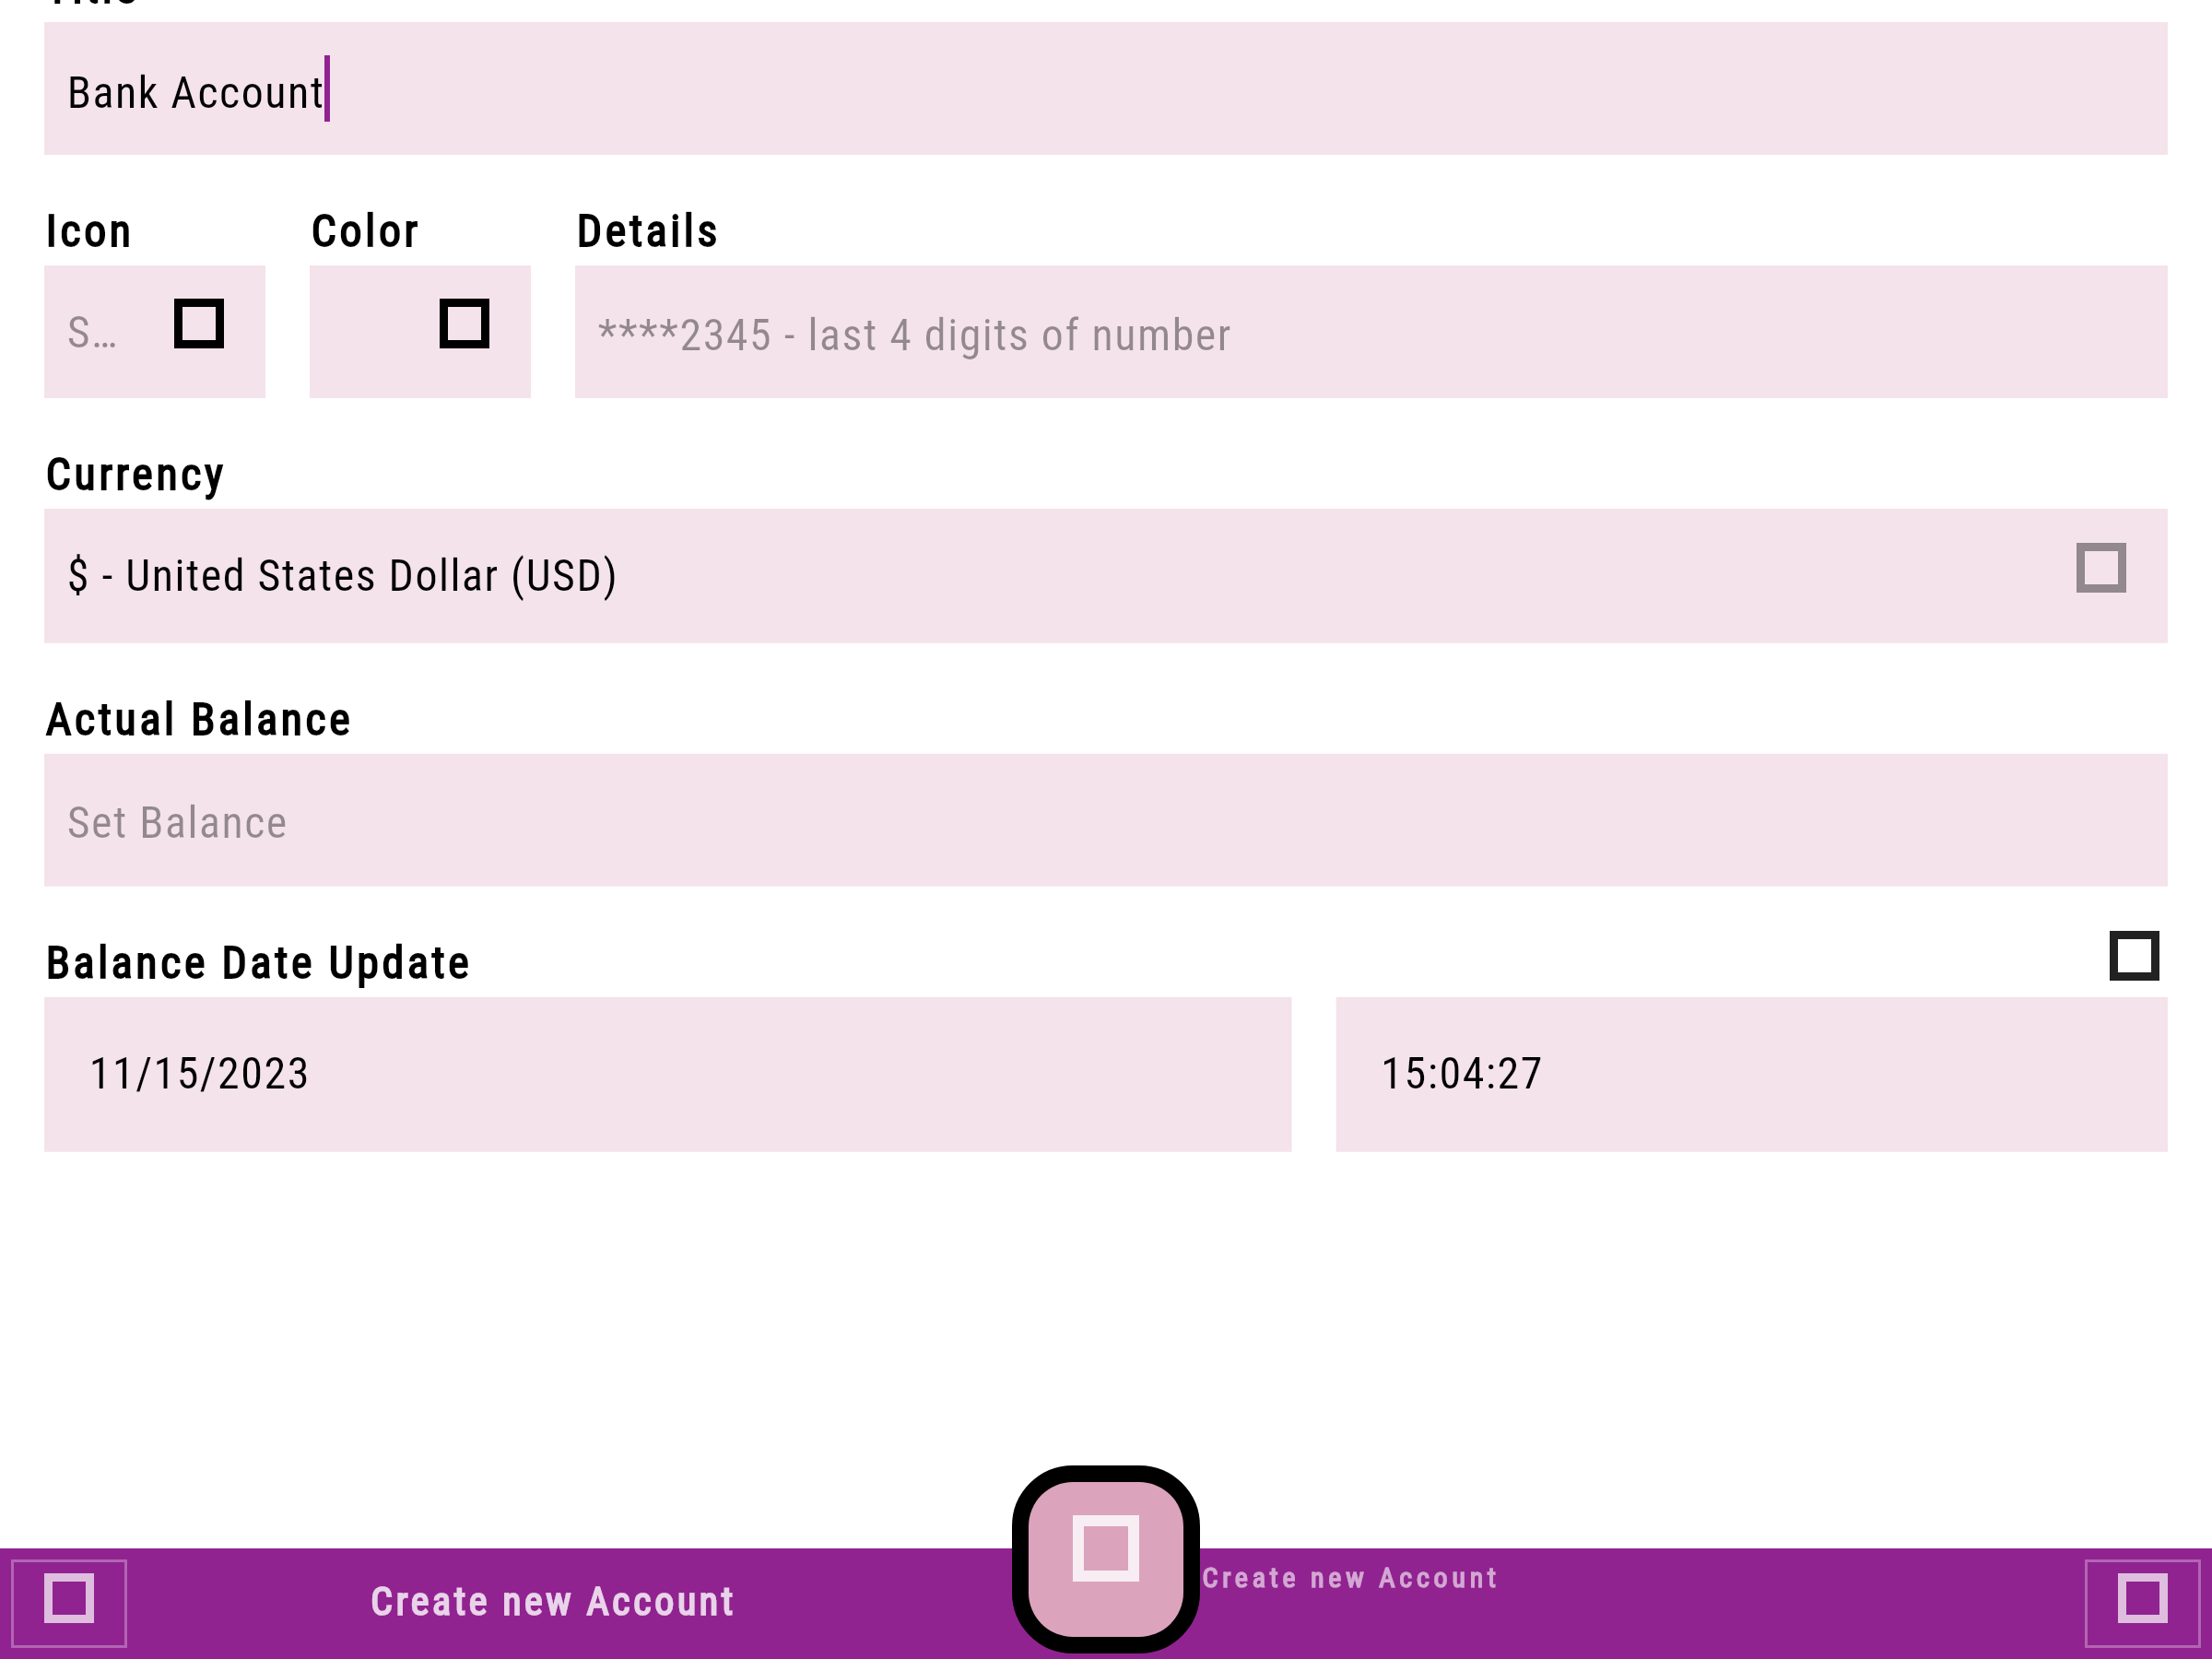 Title
Bank Account
Icon Color Details
S… ****2345 - last 4 digits of number
Currency
$ - United States Dollar (USD)
Actual Balance
Set Balance
Balance Date Update
11/15/2023 15:04:27
Create new Account Create new Account